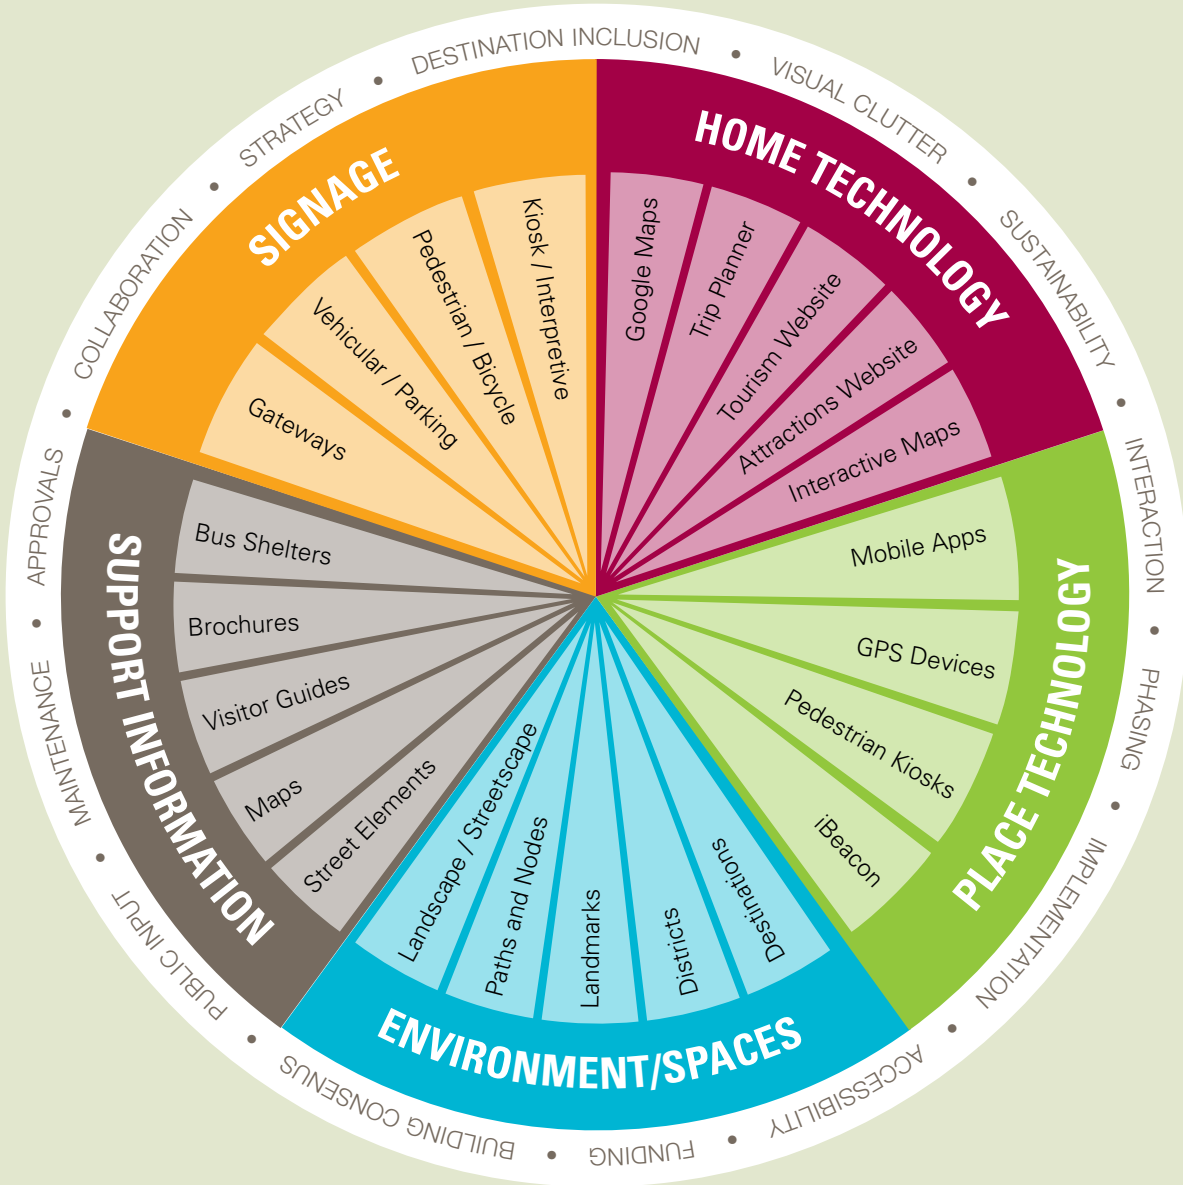 DESTINATION INCLUSION
VISUAL CLUTTER
SUSTAINABILITY
INTERACTION
PHASING
IMPLEMENTATION
ACCESSIBILITY
FUNDING
BUILDING CONSENUS
PUBLIC INPUT
MAINTENANCE
APPROVALS
COLLABORATION
STRATEGY
HOME TECHNOLOGY
Google Maps
Trip Planner
Tourism Website
Attractions Website
Interactive Maps
PLACE TECHNOLOGY
Mobile Apps
GPS Devices
Pedestrian Kiosks
iBeacon
ENVIRONMENT/SPACES
Destinations
Districts
Landmarks
Paths and Nodes
Landscape / Streetscape
SUPPORT INFORMATION
Street Elements
Maps
Visitor Guides
Brochures
Bus Shelters
SIGNAGE
Gateways
Vehicular / Parking
Pedestrian / Bicycle
Kiosk / Interpretive